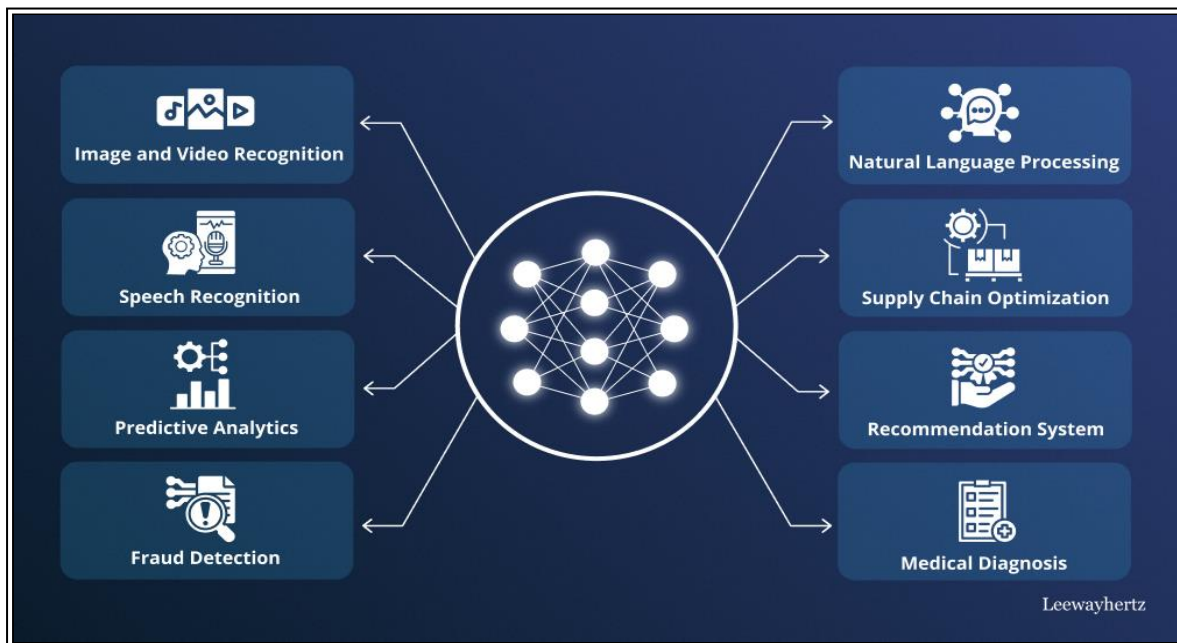 Image and Video Recognition
Speech Recognition
Predictive Analytics
Fraud Detection
Natural Language Processing
Supply Chain Optimization
Recommendation System
Medical Diagnosis
Leewayhertz